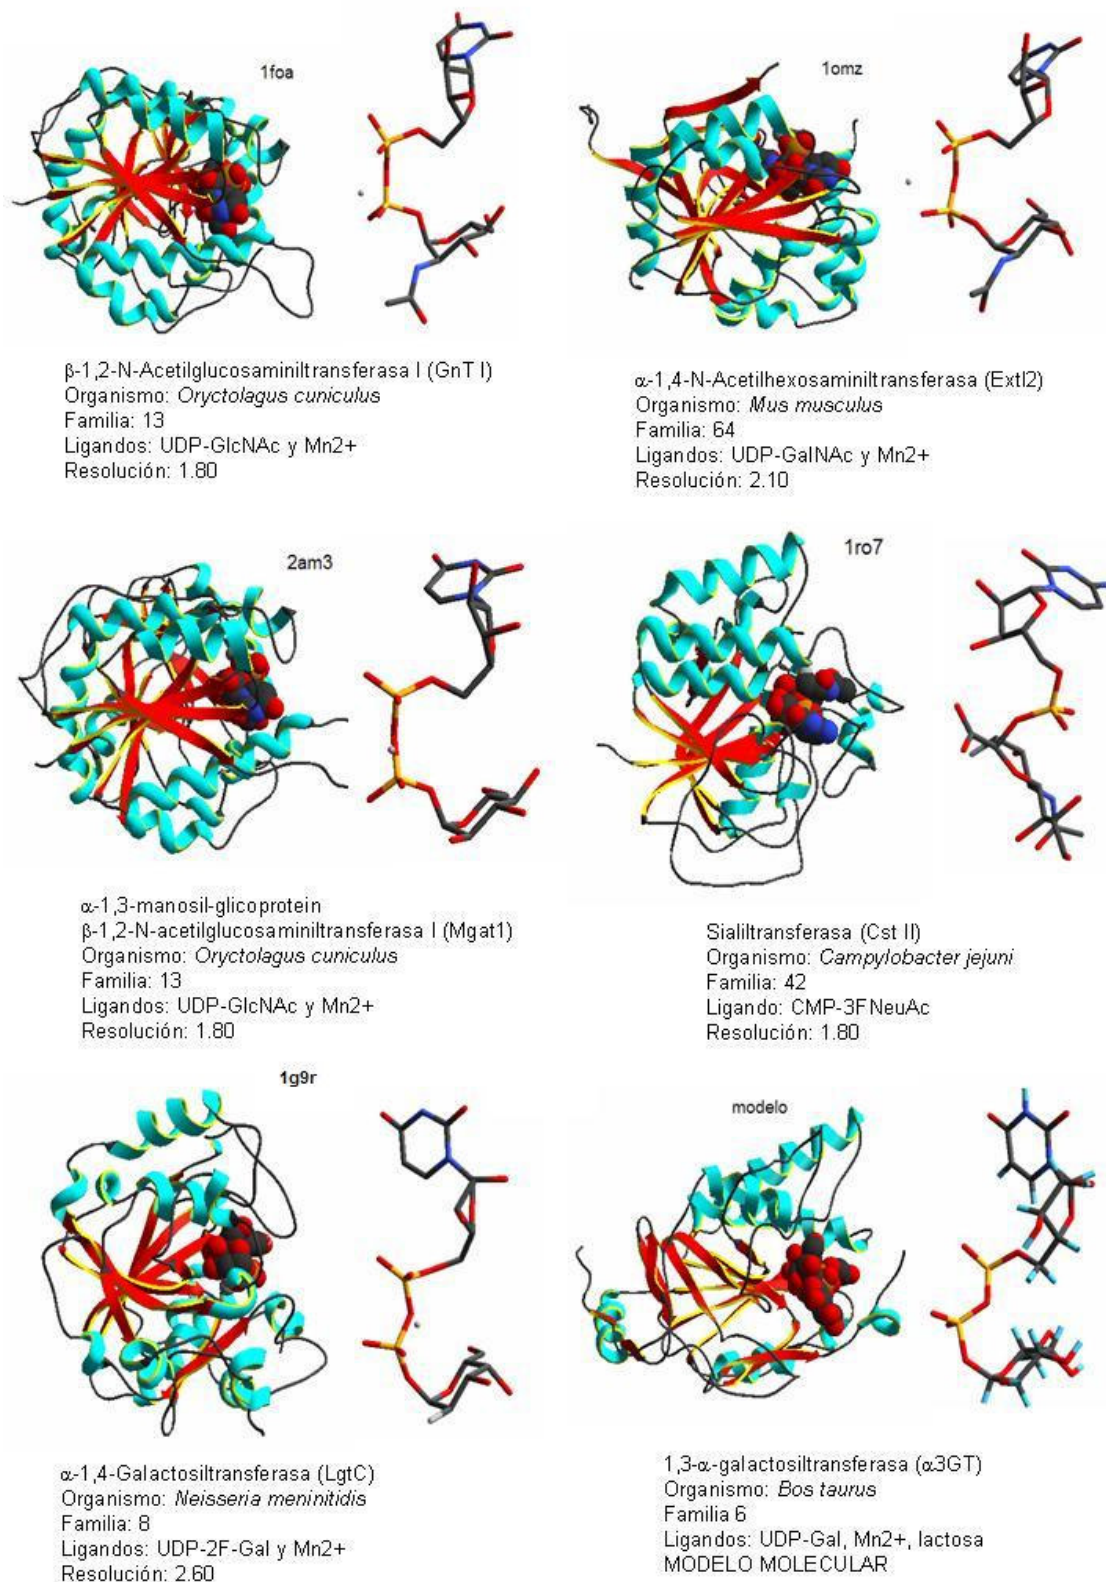 1foa
β-1,2-N-Acetilglucosaminiltransferasa I (GnT I)
Organismo: Oryctolagus cuniculus
Familia: 13
Ligandos: UDP-GlcNAc y Mn2+
Resolución: 1.80
1omz
α-1,4-N-Acetilhexosaminiltransferasa (Extl2)
Organismo: Mus musculus
Familia: 64
Ligandos: UDP-GalNAc y Mn2+
Resolución: 2.10
2am3
α-1,3-manosil-glicoprotein
β-1,2-N-acetilglucosaminiltransferasa I (Mgat1)
Organismo: Oryctolagus cuniculus
Familia: 13
Ligandos: UDP-GlcNAc y Mn2+
Resolución: 1.80
1ro7
Sialiltransferasa (Cst II)
Organismo: Campylobacter jejuni
Familia: 42
Ligando: CMP-3FNeuAc
Resolución: 1.80
1g9r
α-1,4-Galactosiltransferasa (LgtC)
Organismo: Neisseria meninitidis
Familia: 8
Ligandos: UDP-2F-Gal y Mn2+
Resolución: 2.60
modelo
1,3-α-galactosiltransferasa (α3GT)
Organismo: Bos taurus
Familia 6
Ligandos: UDP-Gal, Mn2+, lactosa
MODELO MOLECULAR